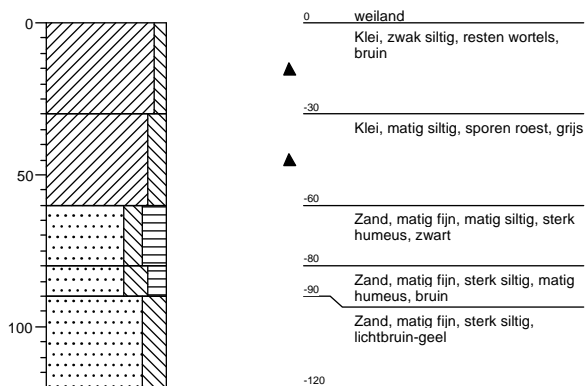 0
50
100
0 weiland
Klei, zwak siltig, resten wortels,
bruin
-30
Klei, matig siltig, sporen roest, grijs
-60
Zand, matig fijn, matig siltig, sterk
humeus, zwart
-80
Zand, matig fijn, sterk siltig, matig
humeus, bruin
-90
Zand, matig fijn, sterk siltig,
lichtbruin-geel
-120